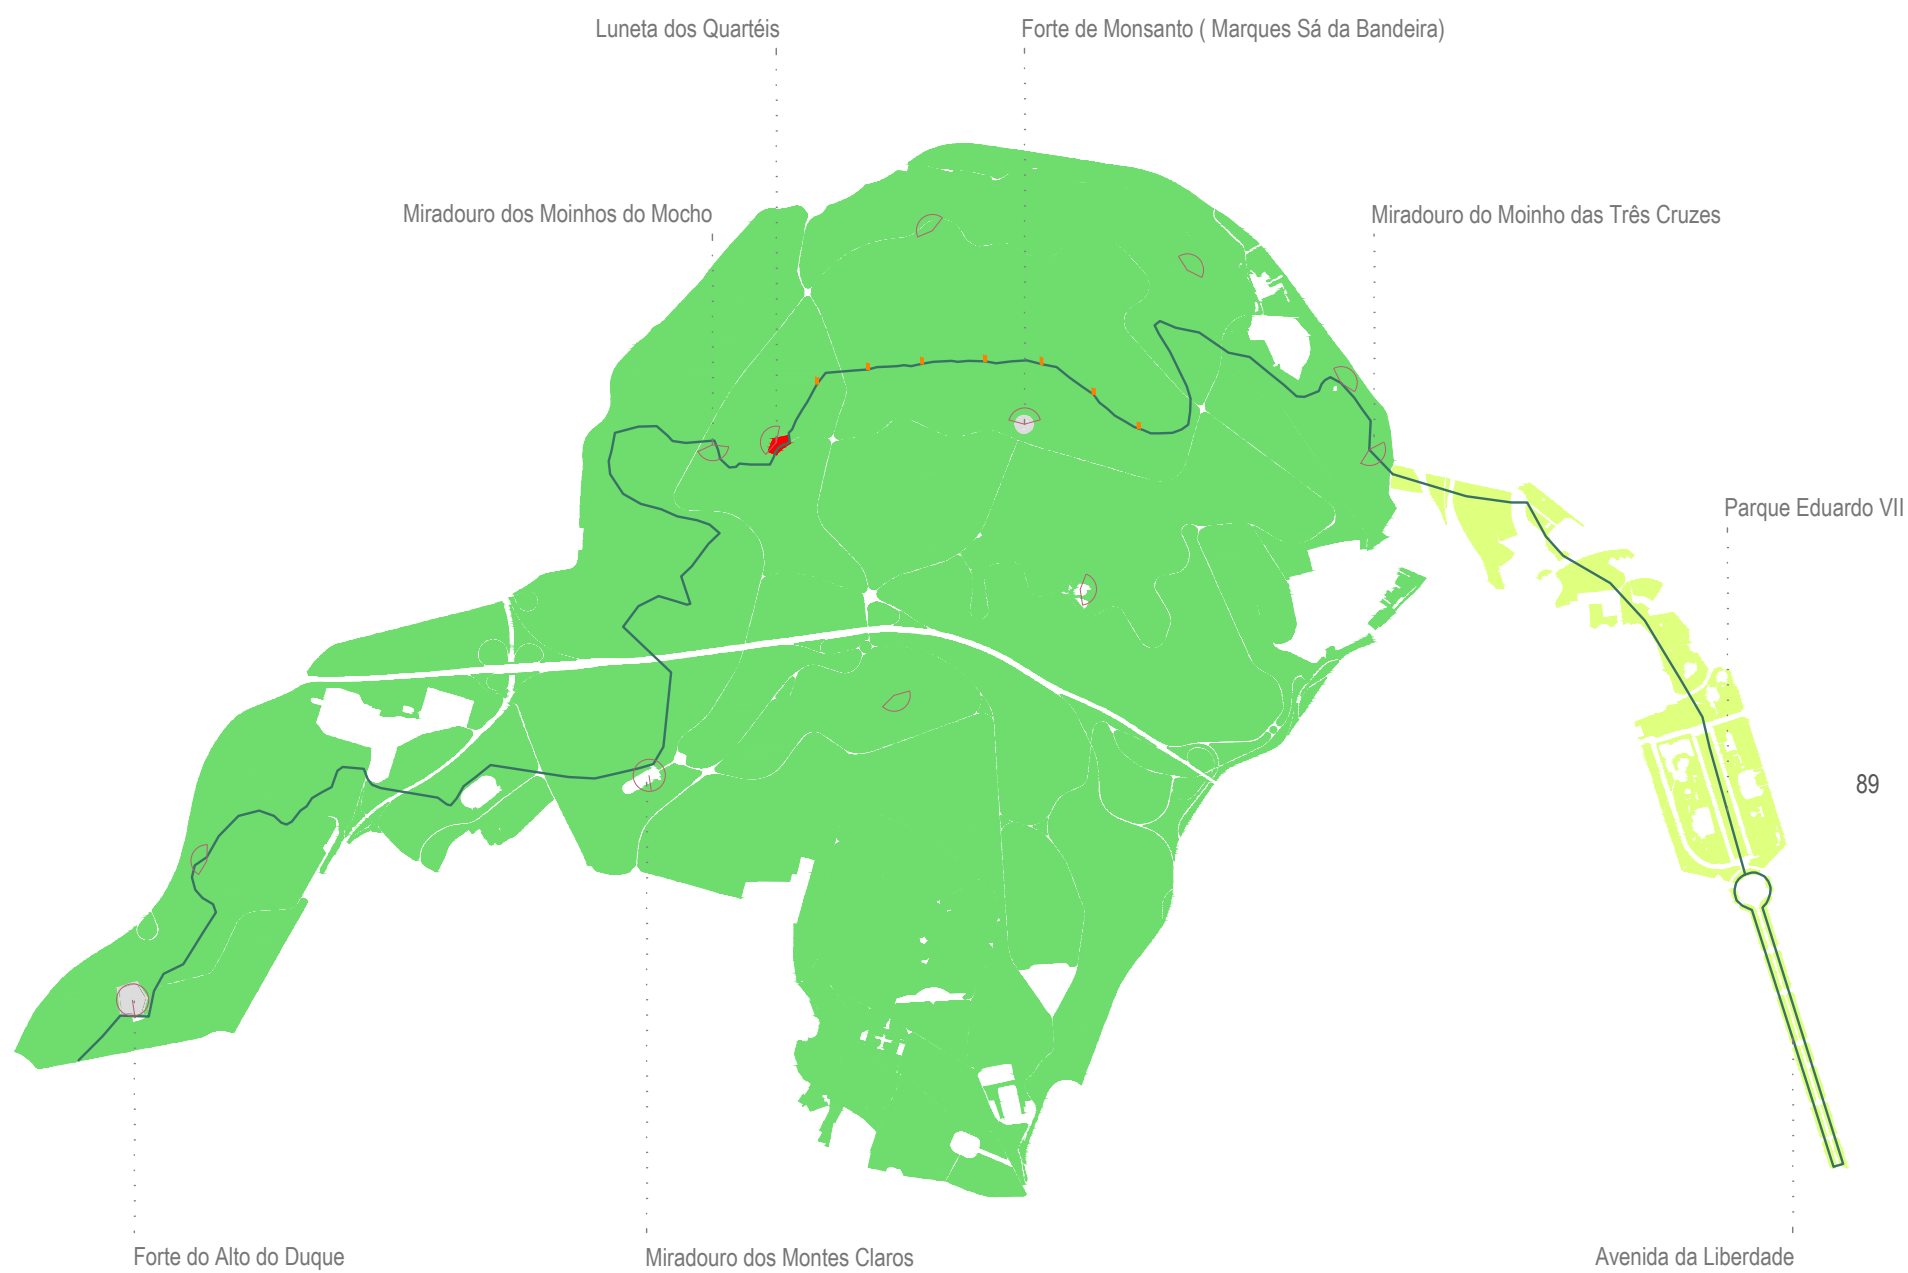 Luneta dos Quartéis
Forte de Monsanto ( Marques Sá da Bandeira)
Miradouro dos Moinhos do Mocho
Miradouro do Moinho das Três Cruzes
Parque Eduardo VII
89
Forte do Alto do Duque
Miradouro dos Montes Claros
Avenida da Liberdade